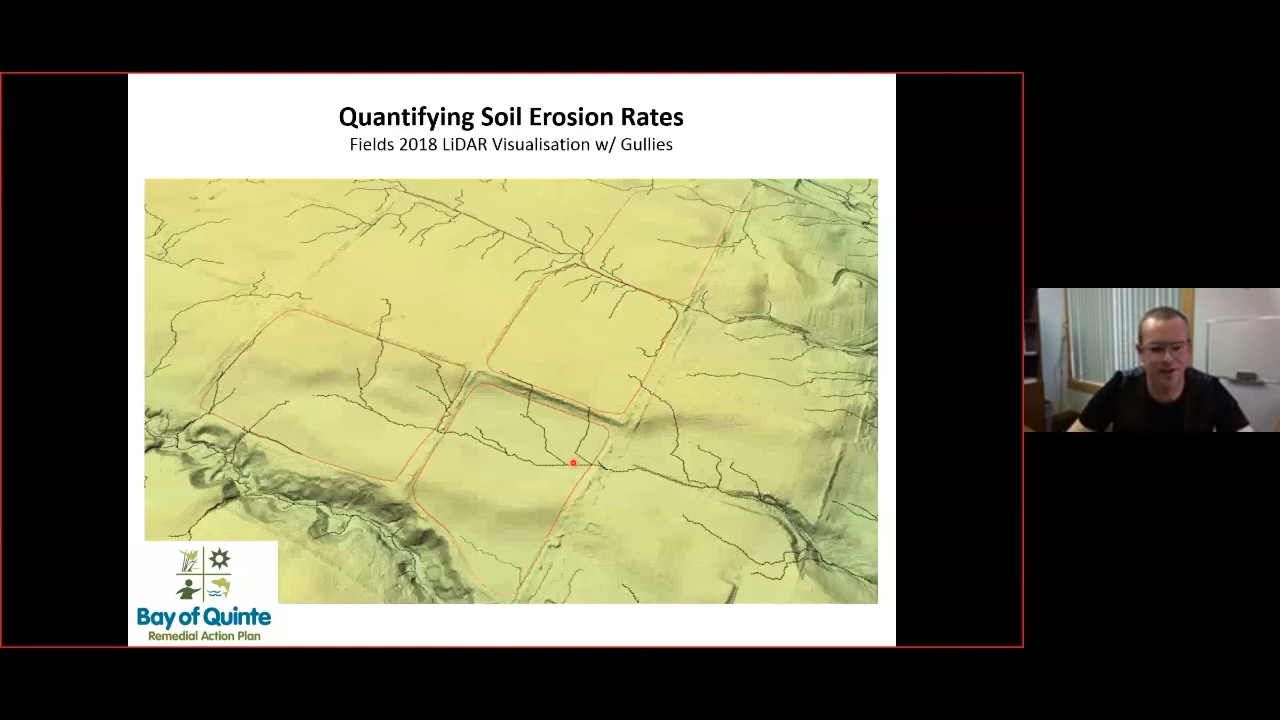 Quantifying Soil Erosion Rates
Fields 2018 LiDAR Visualisation w/ Gullies
Bay of Quinte
Remedial Action Plan